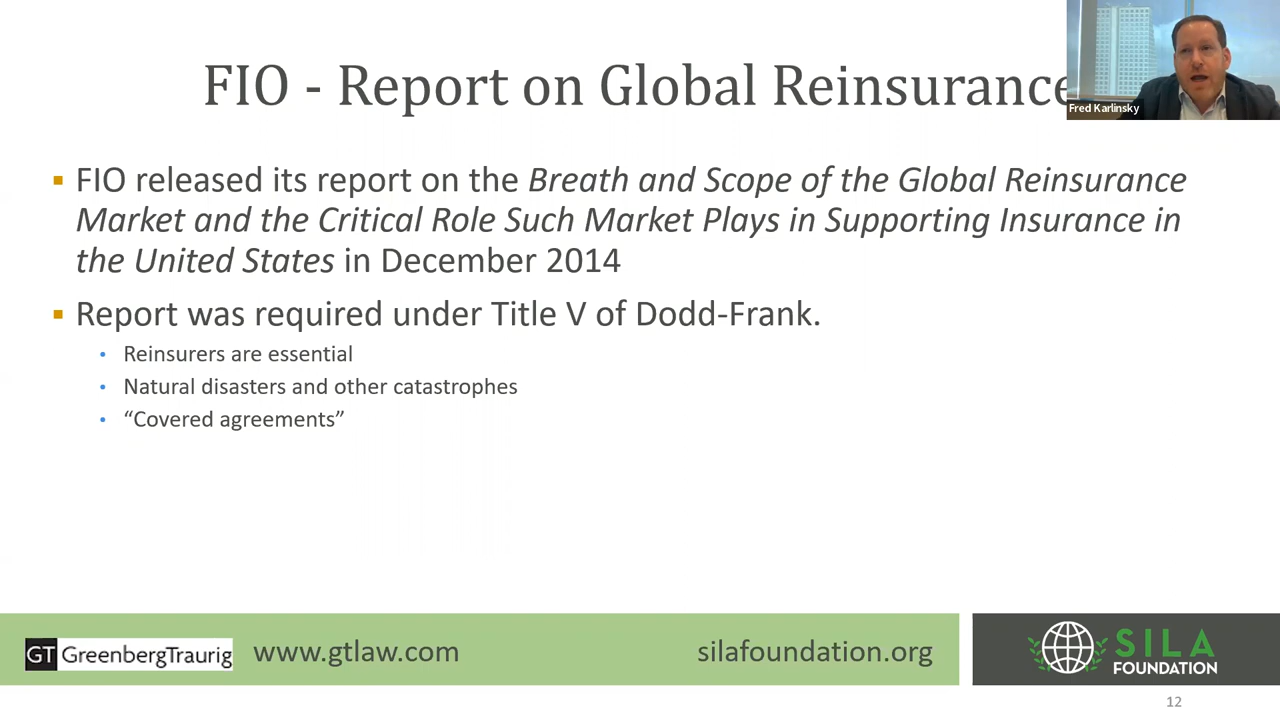 FIO - Report on Global Reinsurance
Fred Karlinsky
▪ FIO released its report on the Breath and Scope of the Global Reinsurance
Market and the Critical Role Such Market Plays in Supporting Insurance in
the United States in December 2014
▪ Report was required under Title V of Dodd-Frank.
• Reinsurers are essential
• Natural disasters and other catastrophes
• “Covered agreements”
GT GreenbergTraurig
www.gtlaw.com
silafoundation.org
SILA
FOUNDATION
12